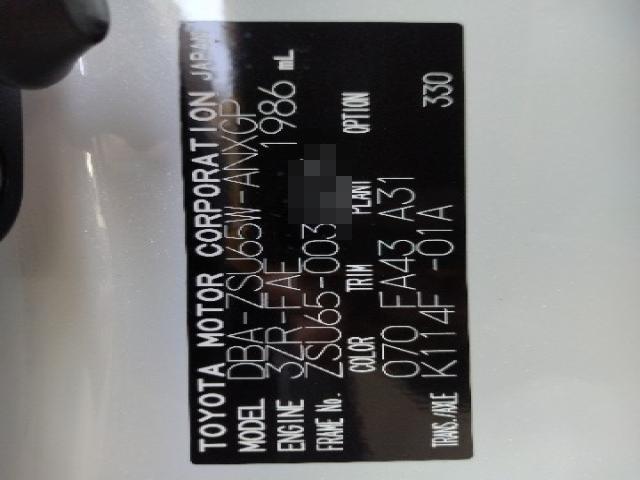 TOYOTA MOTOR CORPORATION JAPAN
MODEL DBA-ZSU65W-ANXGP
ENGINE 3ZR-FAE 1986 mL
FRAME No. ZSU65-003
COLOR TRIM PLANT OPTION
070 FA43 A31
TRANS./AXLE K114F -01A 330